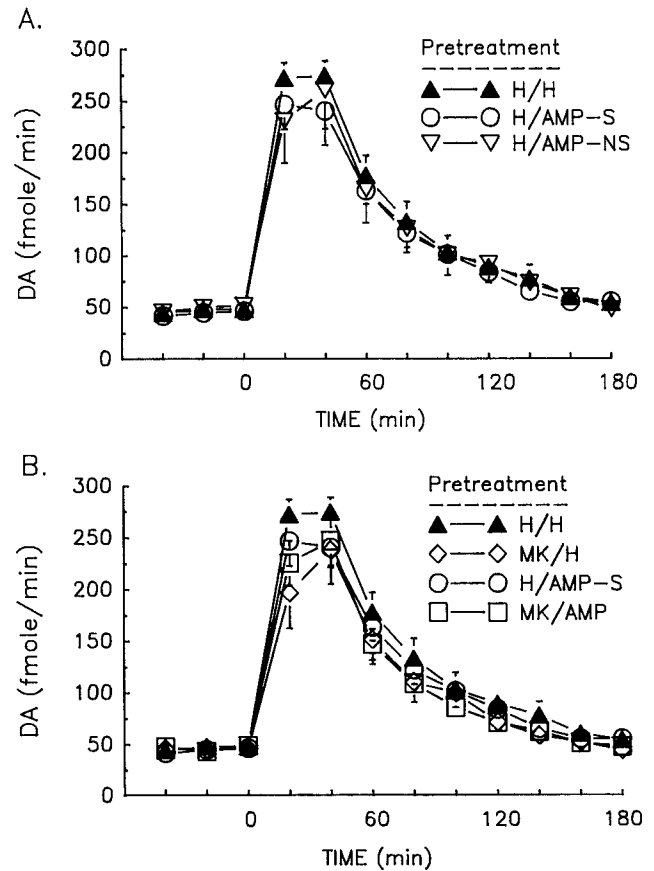 A.
Pretreatment
H/H
H/AMP-S
H/AMP-NS
300
250
200
150
100
50
0
DA (fmole/min)
0 60 120 180
TIME (min)
B.
Pretreatment
H/H
MK/H
H/AMP-S
MK/AMP
300
250
200
150
100
50
0
DA (fmole/min)
0 60 120 180
TIME (min)